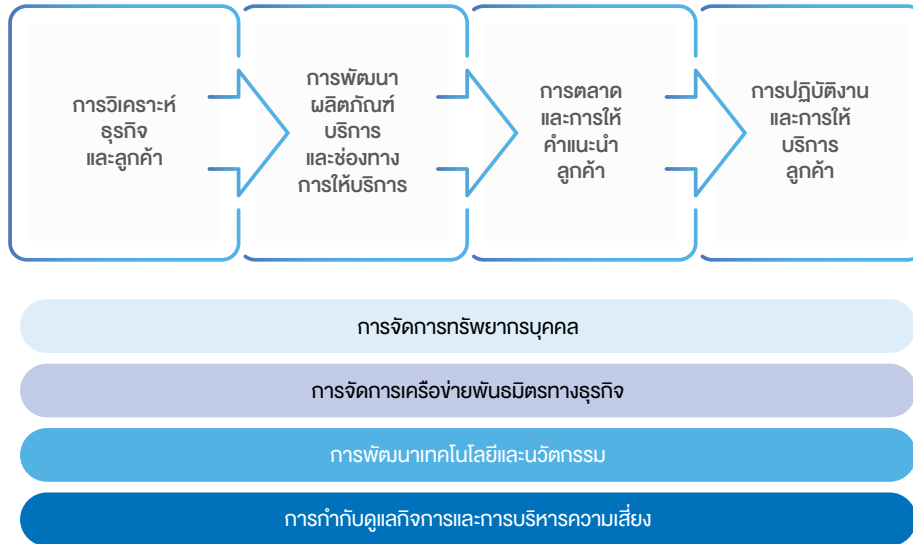 การวิเคราะห์
ธุรกิจ
และลูกค้า
การพัฒนา
ผลิตภัณฑ์
บริการ
และช่องทาง
การให้บริการ
การตลาด
และการให้
คำแนะนำ
ลูกค้า
การปฏิบัติงาน
และการให้
บริการ
ลูกค้า
การจัดการทรัพยากรบุคคล
การจัดการเครือข่ายพันธมิตรทางธุรกิจ
การพัฒนาเทคโนโลยีและนวัตกรรม
การกำกับดูแลกิจการและการบริหารความเสี่ยง